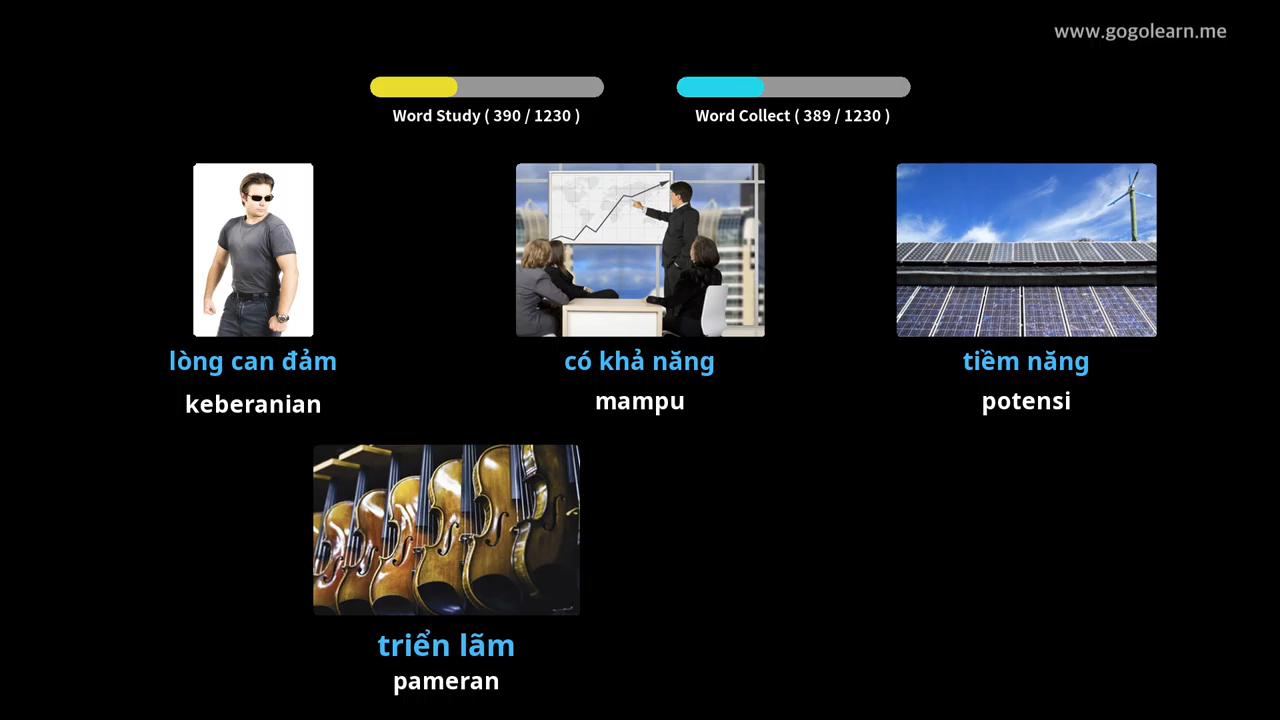 www.gogolearn.me
Word Study ( 390 / 1230 )
Word Collect ( 389 / 1230 )
lòng can đảm
keberanian
có khả năng
mampu
tiềm năng
potensi
triển lãm
pameran